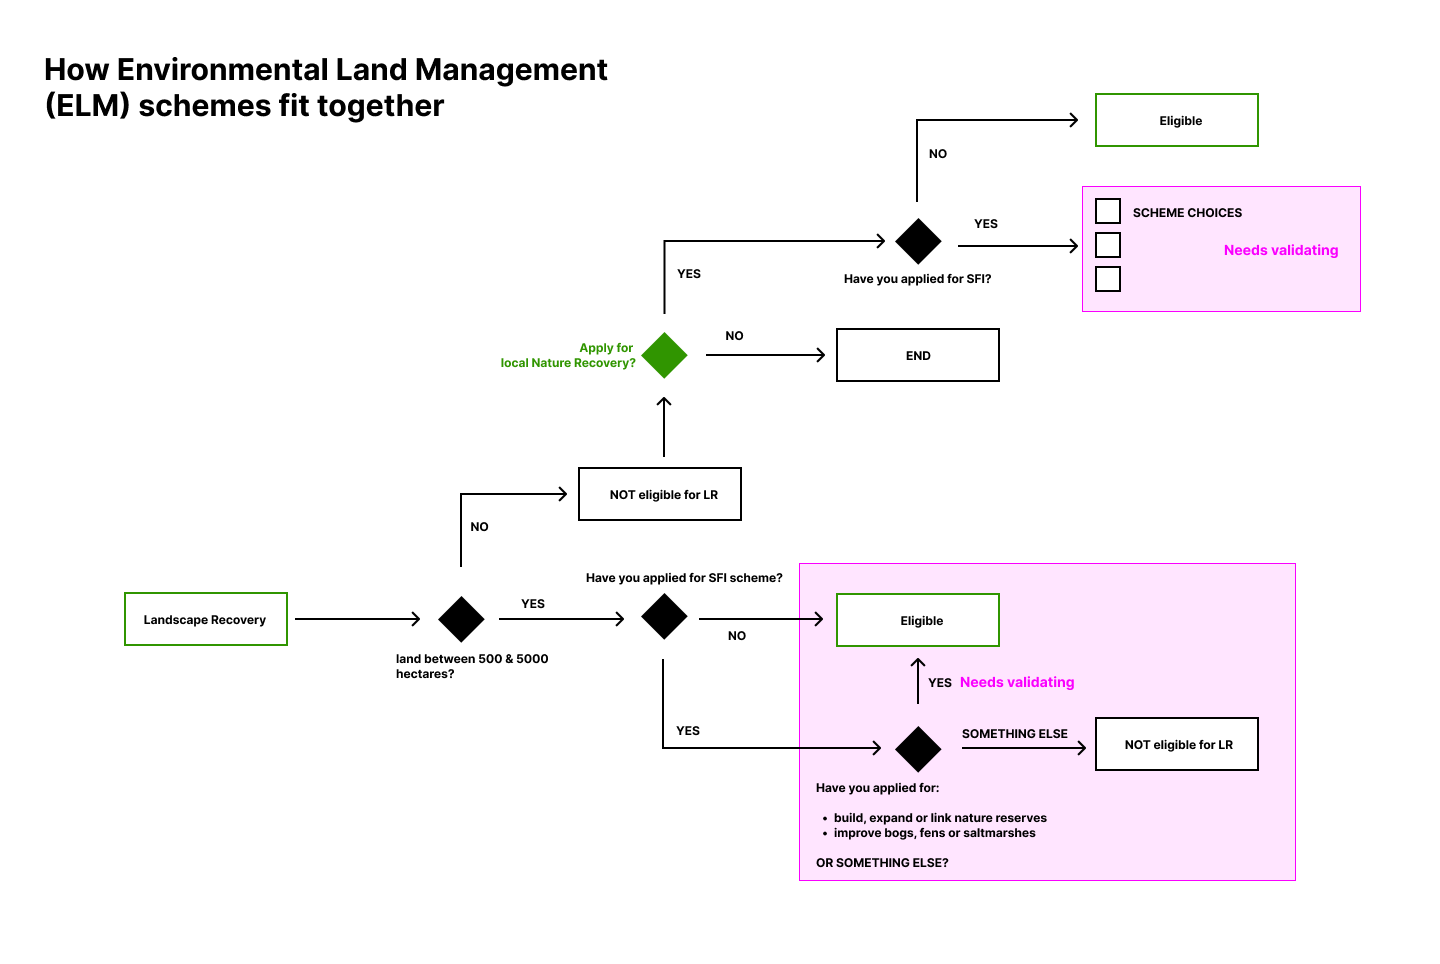 How Environmental Land Management
(ELM) schemes fit together
Eligible
NO
SCHEME CHOICES
YES
Needs validating
Have you applied for SFI?
YES
NO
Apply for
local Nature Recovery?
END
NOT eligible for LR
NO
Have you applied for SFI scheme?
YES
Landscape Recovery
Eligible
NO
land between 500 & 5000
hectares?
YES Needs validating
YES
SOMETHING ELSE
NOT eligible for LR
Have you applied for:
• build, expand or link nature reserves
• improve bogs, fens or saltmarshes
OR SOMETHING ELSE?